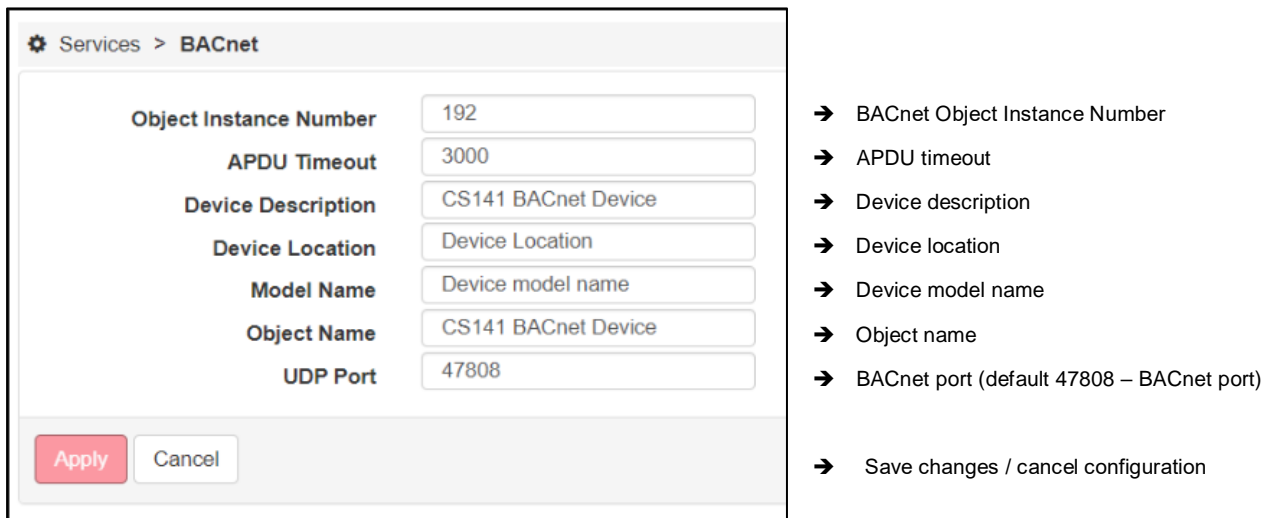 Services > BACnet
Object Instance Number 192 ➔ BACnet Object Instance Number
APDU Timeout 3000 ➔ APDU timeout
Device Description CS141 BACnet Device ➔ Device description
Device Location Device Location ➔ Device location
Model Name Device model name ➔ Device model name
Object Name CS141 BACnet Device ➔ Object name
UDP Port 47808 ➔ BACnet port (default 47808 – BACnet port)
Apply Cancel ➔ Save changes / cancel configuration